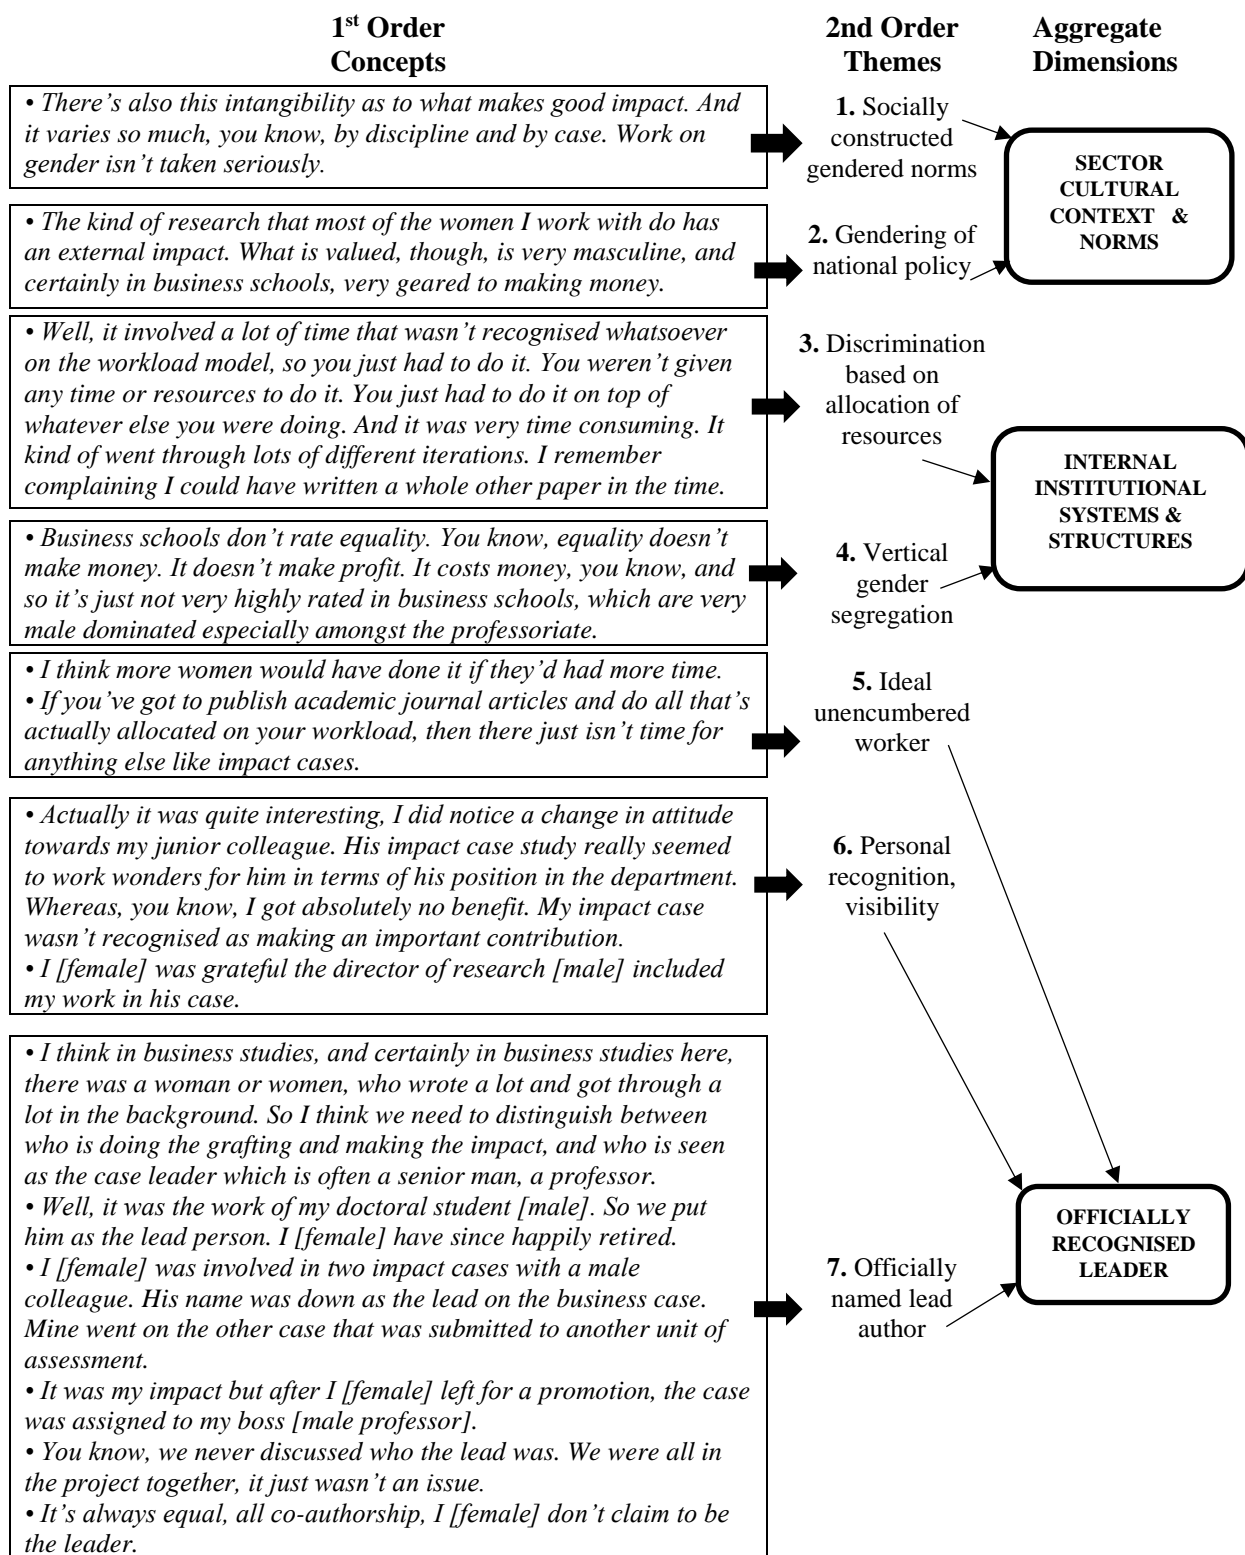 1st Order
Concepts
2nd Order
Themes
Aggregate
Dimensions
• There’s also this intangibility as to what makes good impact. And
it varies so much, you know, by discipline and by case. Work on
gender isn’t taken seriously.
1. Socially
constructed
gendered norms
• The kind of research that most of the women I work with do has
an external impact. What is valued, though, is very masculine, and
certainly in business schools, very geared to making money.
2. Gendering of
national policy
SECTOR
CULTURAL
CONTEXT &
NORMS
• Well, it involved a lot of time that wasn’t recognised whatsoever
on the workload model, so you just had to do it. You weren’t given
any time or resources to do it. You just had to do it on top of
whatever else you were doing. And it was very time consuming. It
kind of went through lots of different iterations. I remember
complaining I could have written a whole other paper in the time.
3. Discrimination
based on
allocation of
resources
• Business schools don’t rate equality. You know, equality doesn’t
make money. It doesn’t make profit. It costs money, you know, and
so it’s just not very highly rated in business schools, which are very
male dominated especially amongst the professoriate.
4. Vertical
gender
segregation
INTERNAL
INSTITUTIONAL
SYSTEMS &
STRUCTURES
• I think more women would have done it if they’d had more time.
• If you’ve got to publish academic journal articles and do all that’s
actually allocated on your workload, then there just isn’t time for
anything else like impact cases.
5. Ideal
unencumbered
worker
• Actually it was quite interesting, I did notice a change in attitude
towards my junior colleague. His impact case study really seemed
to work wonders for him in terms of his position in the department.
Whereas, you know, I got absolutely no benefit. My impact case
wasn’t recognised as making an important contribution.
• I [female] was grateful the director of research [male] included
my work in his case.
6. Personal
recognition,
visibility
• I think in business studies, and certainly in business studies here,
there was a woman or women, who wrote a lot and got through a
lot in the background. So I think we need to distinguish between
who is doing the grafting and making the impact, and who is seen
as the case leader which is often a senior man, a professor.
• Well, it was the work of my doctoral student [male]. So we put
him as the lead person. I [female] have since happily retired.
• I [female] was involved in two impact cases with a male
colleague. His name was down as the lead on the business case.
Mine went on the other case that was submitted to another unit of
assessment.
• It was my impact but after I [female] left for a promotion, the case
was assigned to my boss [male professor].
• You know, we never discussed who the lead was. We were all in
the project together, it just wasn’t an issue.
• It’s always equal, all co-authorship, I [female] don’t claim to be
the leader.
7. Officially
named lead
author
OFFICIALLY
RECOGNISED
LEADER